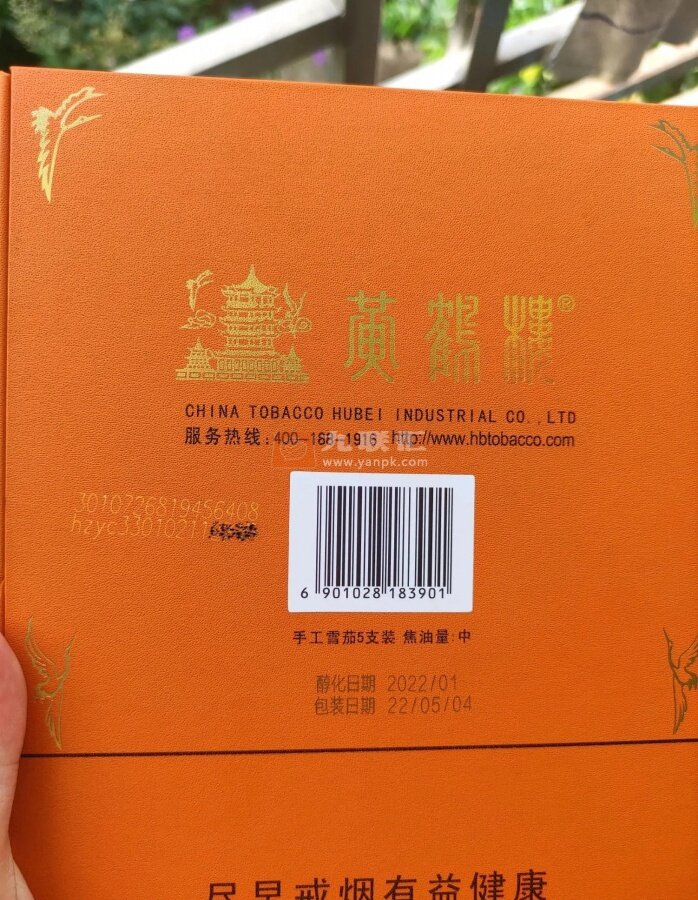 黄鹤楼®
CHINA TOBACCO HUBEI INDUSTRIAL CO.,LTD
服务热线:400-168-1916 http://www.hbtobacco.com
www.yanpk.com
3010226819456408
hzyc33010211
6 901028 183901
手工雪茄5支装 焦油量:中
醇化日期 2022/01
包装日期 22/05/04
尽早戒烟有益健康